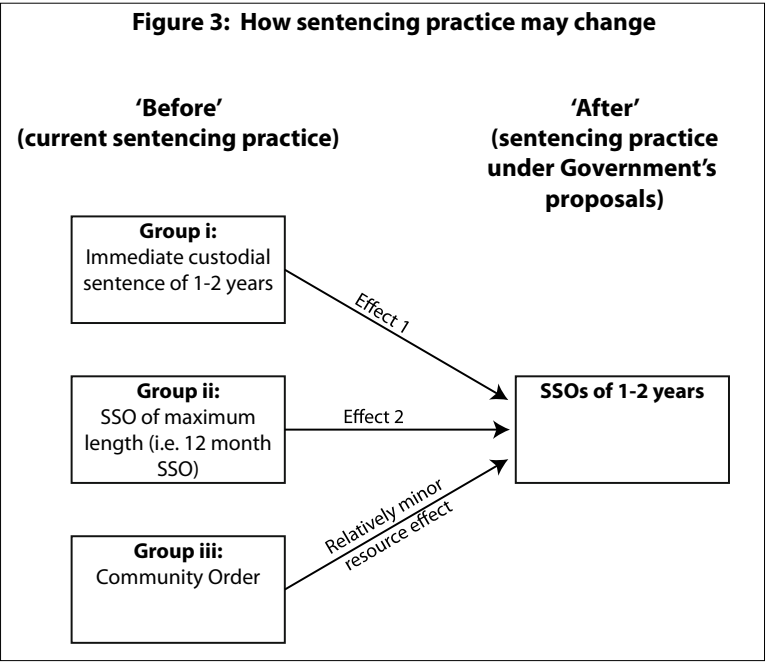 Figure 3:  How sentencing practice may change
‘Before’
(current sentencing practice)
‘After’
(sentencing practice
under Government’s
proposals)
Group i:
Immediate custodial
sentence of 1-2 years
Effect 1
Group ii:
SSO of maximum
length (i.e. 12 month
SSO)
Effect 2
SSOs of 1-2 years
Group iii:
Community Order
Relatively minor
resource effect